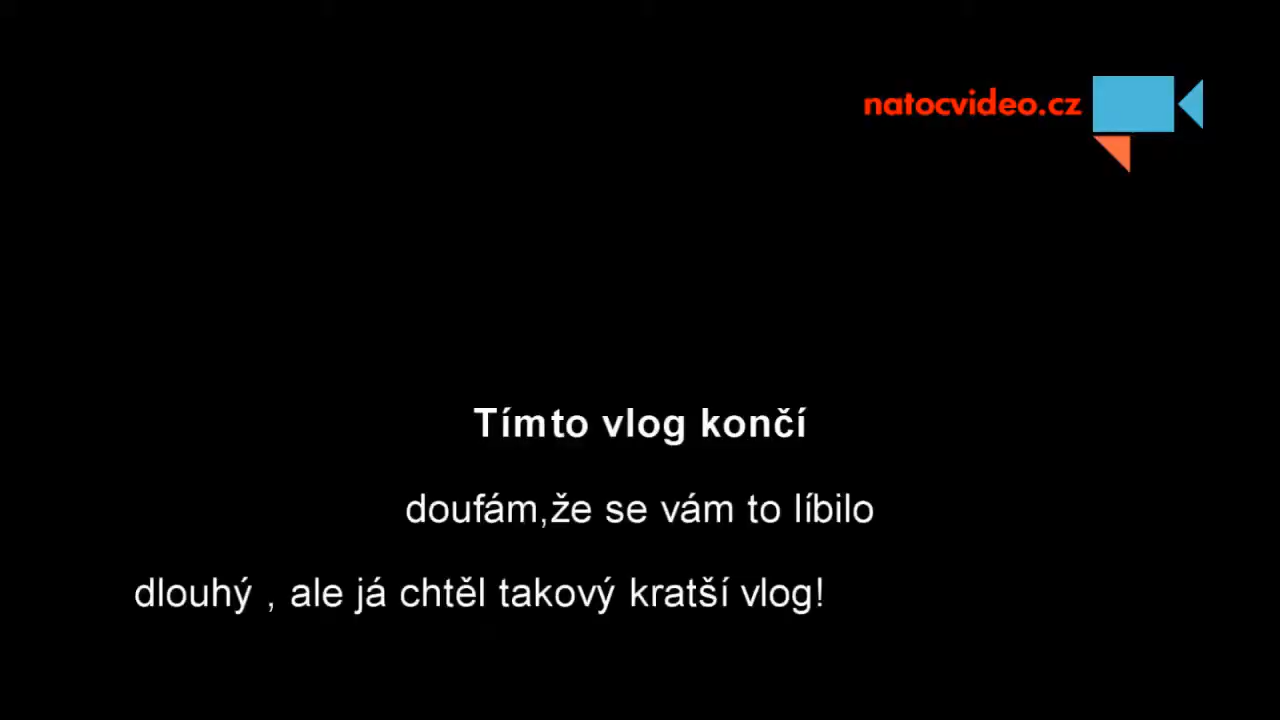 natocvideo.cz
Tímto vlog končí
doufám,že se vám to líbilo
dlouhý , ale já chtěl takový kratší vlog!